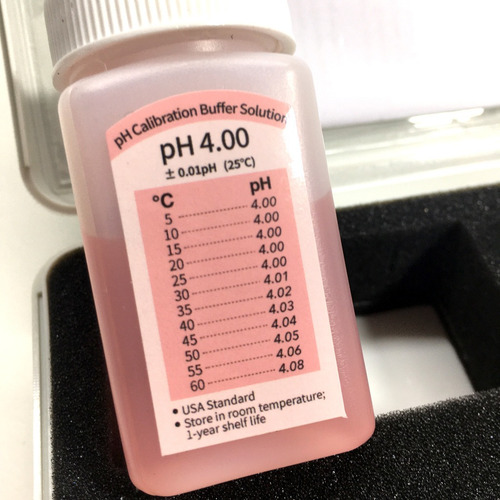 pH Calibration Buffer Solution
pH 4.00
± 0.01pH (25°C)
°C pH
5 4.00
10 4.00
15 4.00
20 4.00
25 4.00
30 4.01
35 4.02
40 4.03
45 4.04
50 4.05
55 4.06
60 4.08
• USA Standard
• Store in room temperature;
1-year shelf life